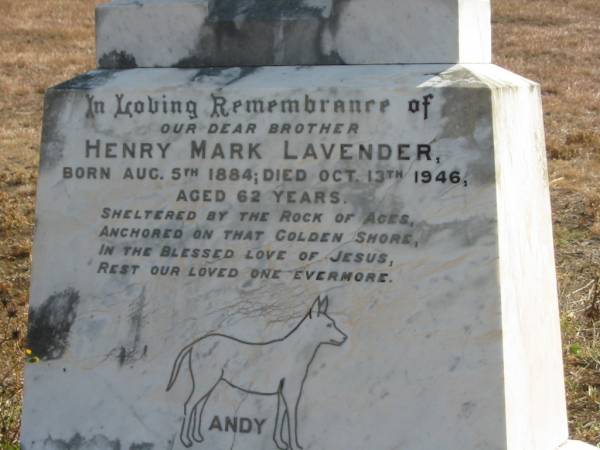 In Loving Remembrance of
OUR DEAR BROTHER
HENRY MARK LAVENDER,
BORN AUG. 5TH 1884; DIED OCT. 13TH 1946,
AGED 62 YEARS.
SHELTERED BY THE ROCK OF AGES,
ANCHORED ON THAT GOLDEN SHORE,
IN THE BLESSED LOVE OF JESUS,
REST OUR LOVED ONE EVERMORE.
ANDY